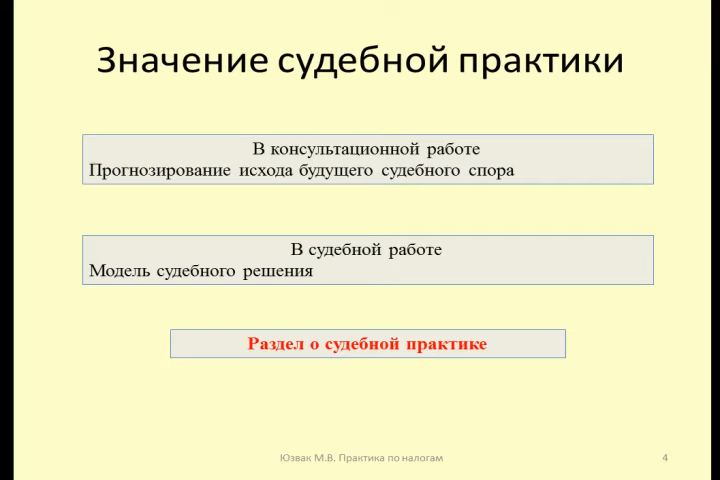 Значение судебной практики
В консультационной работе
Прогнозирование исхода будущего судебного спора
В судебной работе
Модель судебного решения
Раздел о судебной практике
Юзвак М.В. Практика по налогам
4